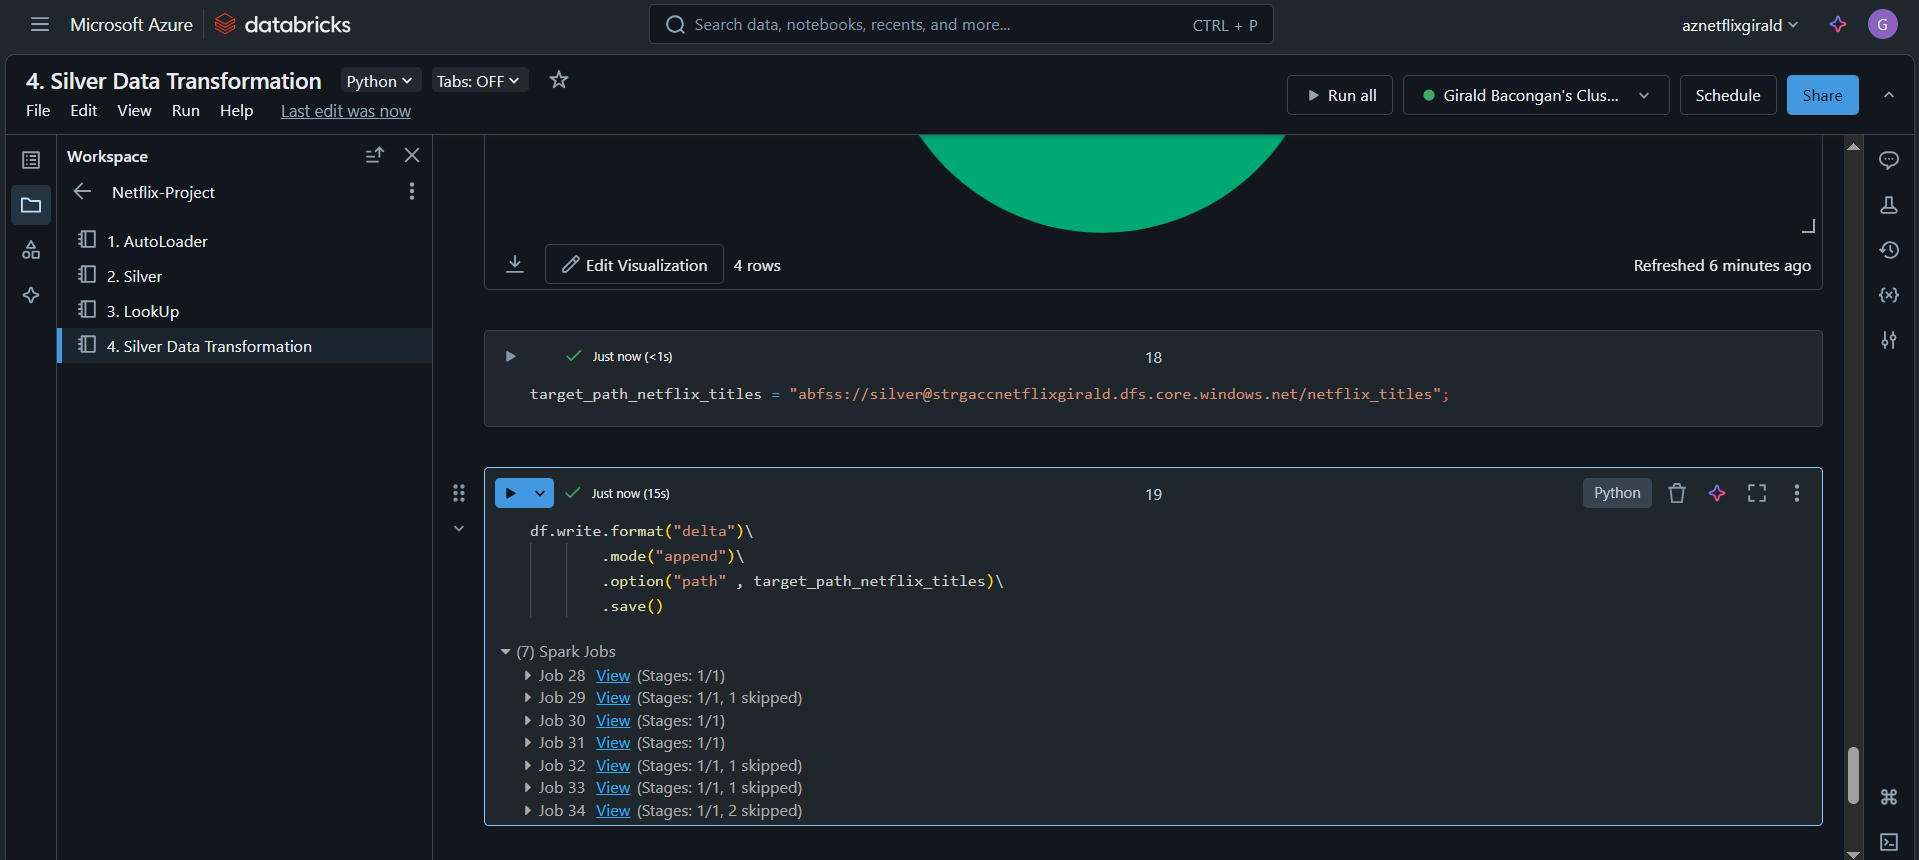 Microsoft Azure databricks
Search data, notebooks, recents, and more... CTRL + P
aznetflixgirald
G
4. Silver Data Transformation Python Tabs: OFF
File Edit View Run Help Last edit was now
Run all Girald Bacongan's Clus... Schedule Share
Workspace
Netflix-Project
1. AutoLoader
2. Silver
3. LookUp
4. Silver Data Transformation
Edit Visualization 4 rows Refreshed 6 minutes ago
Just now (<1s) 18
target_path_netflix_titles = "abfss://silver@strgaccnetflixgirald.dfs.core.windows.net/netflix_titles";
Just now (15s) 19 Python
df.write.format("delta")\
.mode("append")\
.option("path" , target_path_netflix_titles)\
.save()
(7) Spark Jobs
Job 28 View (Stages: 1/1)
Job 29 View (Stages: 1/1, 1 skipped)
Job 30 View (Stages: 1/1)
Job 31 View (Stages: 1/1)
Job 32 View (Stages: 1/1, 1 skipped)
Job 33 View (Stages: 1/1, 1 skipped)
Job 34 View (Stages: 1/1, 2 skipped)